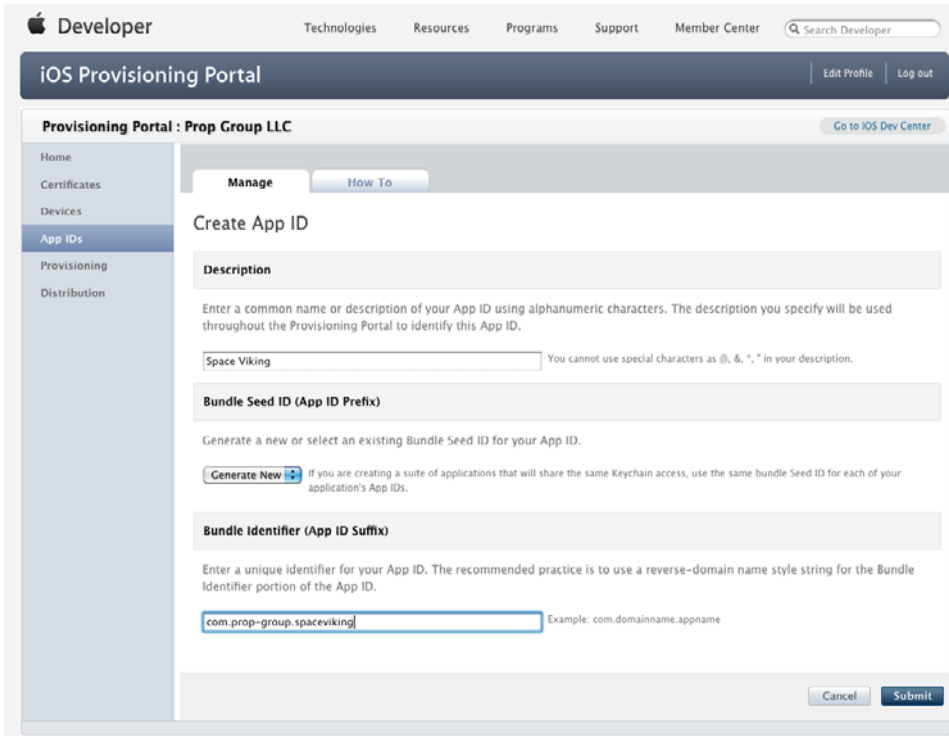 Developer
Technologies Resources Programs Support Member Center Search Developer
iOS Provisioning Portal
Edit Profile Log out
Provisioning Portal : Prop Group LLC
Go to iOS Dev Center
Home
Certificates
Devices
App IDs
Provisioning
Distribution
Manage How To
Create App ID
Description
Enter a common name or description of your App ID using alphanumeric characters. The description you specify will be used
throughout the Provisioning Portal to identify this App ID.
Space Viking
You cannot use special characters as @, &, *, " in your description.
Bundle Seed ID (App ID Prefix)
Generate a new or select an existing Bundle Seed ID for your App ID.
Generate New
If you are creating a suite of applications that will share the same Keychain access, use the same bundle Seed ID for each of your
application's App IDs.
Bundle Identifier (App ID Suffix)
Enter a unique identifier for your App ID. The recommended practice is to use a reverse-domain name style string for the Bundle
Identifier portion of the App ID.
com.prop-group.spaceviking
Example: com.domainname.appname
Cancel Submit